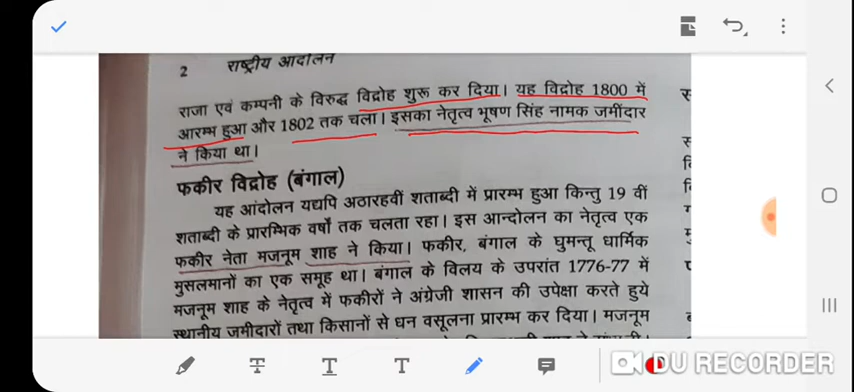 2 राष्ट्रीय आदोलन
राजा एवं कम्पनी के विरुद्ध विद्रोह शुरू कर दिया। यह विद्रोह 1800 में
आरम्भ हुआ और 1802 तक चला। इसका नेतृत्व भूषण सिंह नामक जमींदार
ने किया था।
फकीर विद्रोह (बंगाल)
यह आंदोलन यद्यपि अठारहवीं शताब्दी में प्रारम्भ हुआ किन्तु 19 वीं
शताब्दी के प्रारम्भिक वर्षों तक चलता रहा। इस आन्दोलन का नेतृत्व एक
फकीर नेता मजनूम शाह ने किया। फकीर, बंगाल के घुमन्तू धार्मिक
मुसलमानों का एक समूह था। बंगाल के विलय के उपरांत 1776-77 में
मजनूम शाह के नेतृत्व में फकीरों ने अंग्रेजी शासन की उपेक्षा करते हुये
स्थानीय जमींदारों तथा किसानों से धन वसूलना प्रारम्भ कर दिया। मजनूम
DU RECORDER